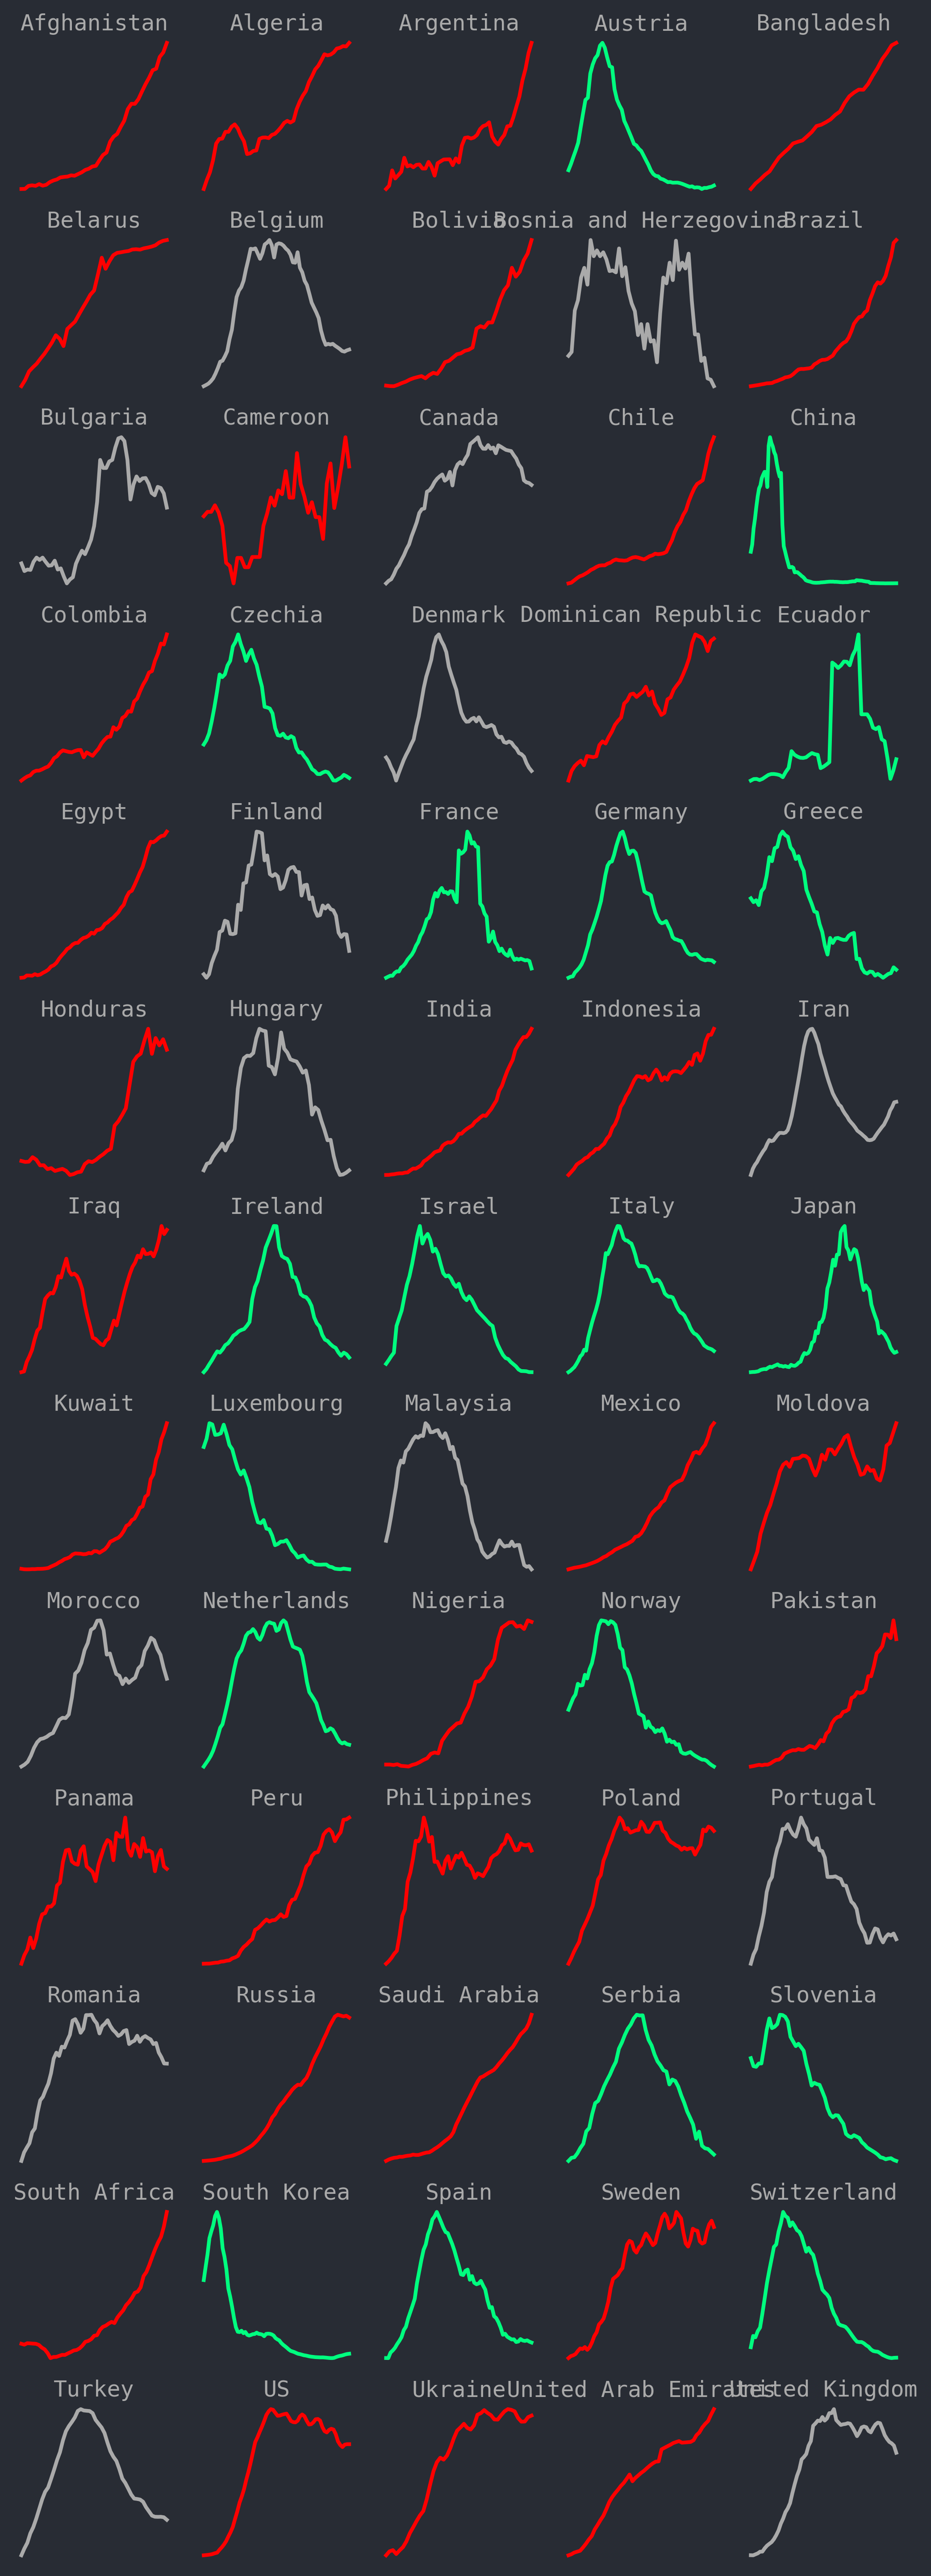 Afghanistan Algeria Argentina Austria Bangladesh
Belarus Belgium Bolivia Bosnia and Herzegovina Brazil
Bulgaria Cameroon Canada Chile China
Colombia Czechia Denmark Dominican Republic Ecuador
Egypt Finland France Germany Greece
Honduras Hungary India Indonesia Iran
Iraq Ireland Israel Italy Japan
Kuwait Luxembourg Malaysia Mexico Moldova
Morocco Netherlands Nigeria Norway Pakistan
Panama Peru Philippines Poland Portugal
Romania Russia Saudi Arabia Serbia Slovenia
South Africa South Korea Spain Sweden Switzerland
Turkey US Ukraine United Arab Emirates United Kingdom